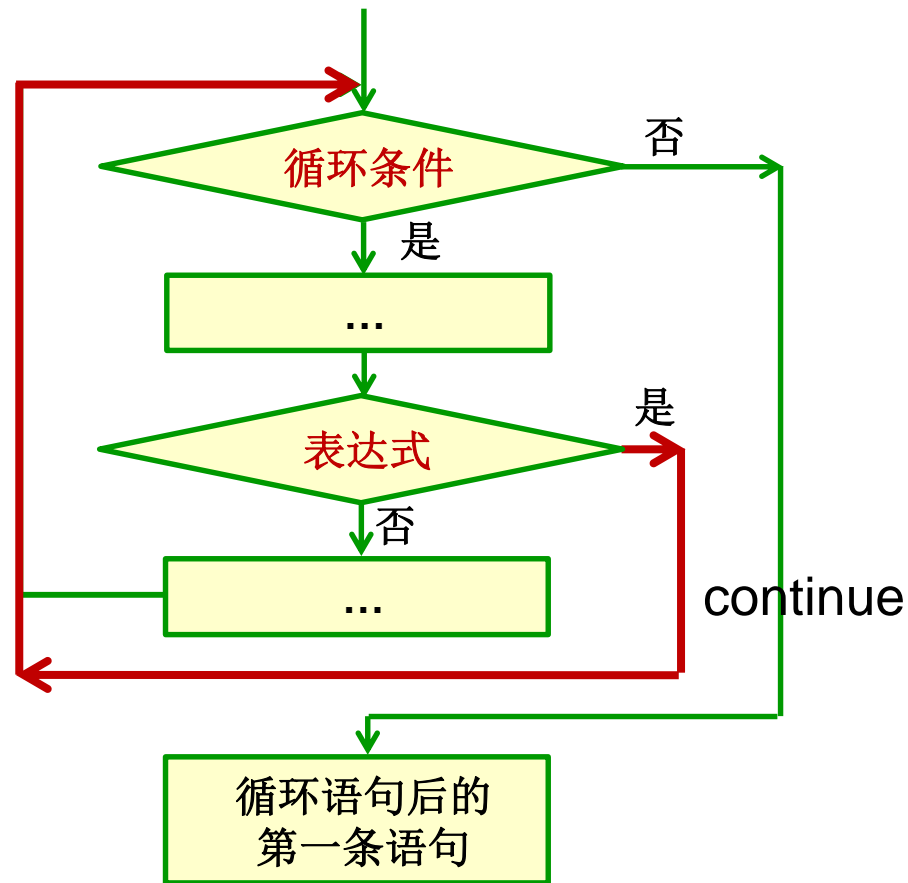 循环条件
否
是
...
表达式
是
否
...
continue
循环语句后的
第一条语句